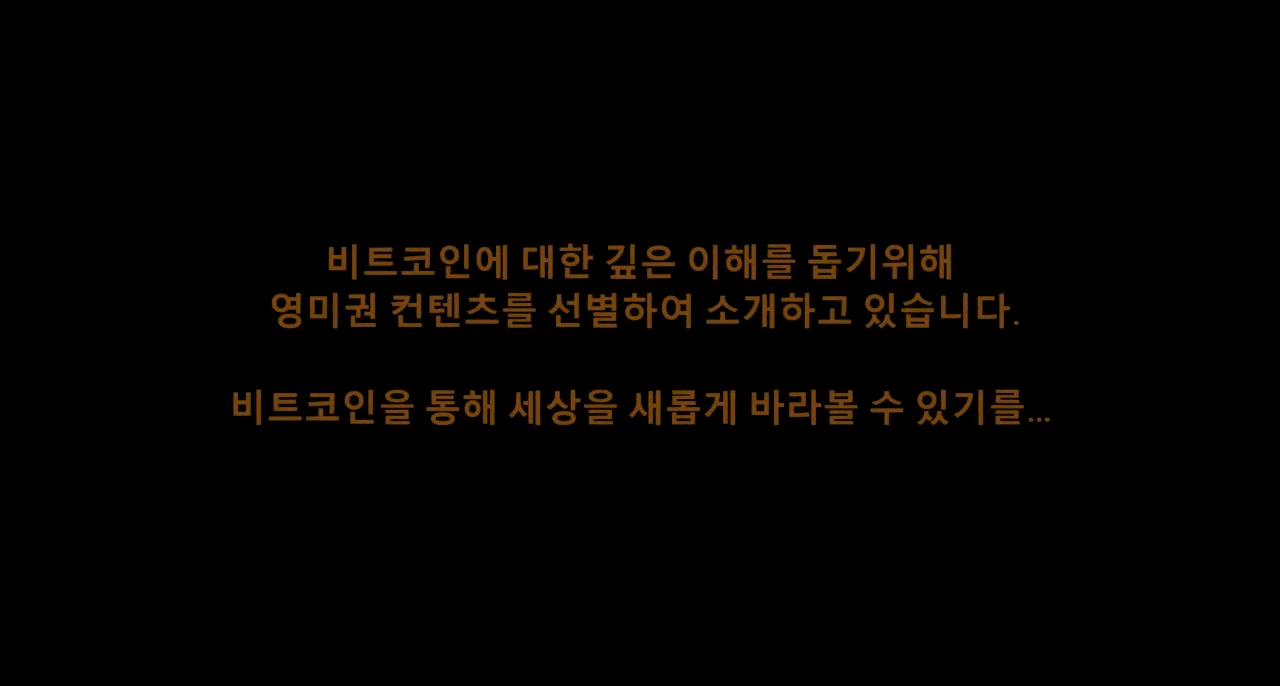 비트코인에 대한 깊은 이해를 돕기위해
영미권 컨텐츠를 선별하여 소개하고 있습니다.
비트코인을 통해 세상을 새롭게 바라볼 수 있기를...